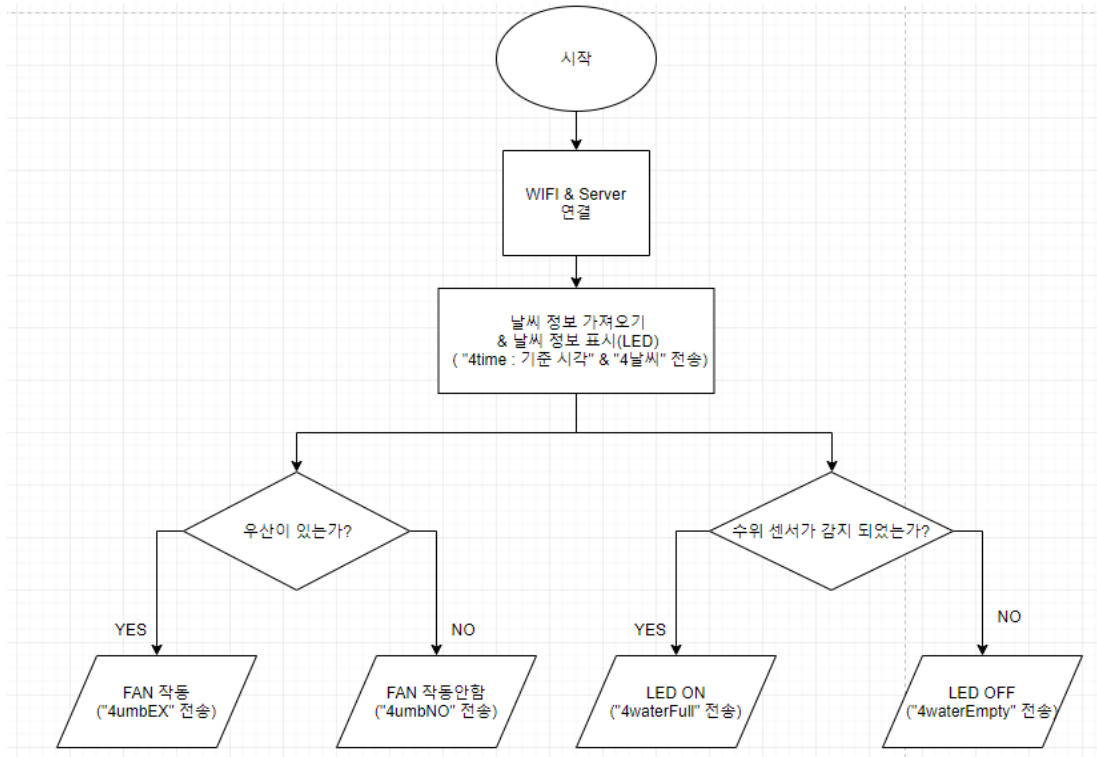 시작
WIFI & Server
연결
날씨 정보 가져오기
& 날씨 정보 표시(LED)
( "4time : 기준 시각" & "4날씨" 전송)
우산이 있는가?
수위 센서가 감지 되었는가?
YES
NO
YES
NO
FAN 작동
("4umbEX" 전송)
FAN 작동안함
("4umbNO" 전송)
LED ON
("4waterFull" 전송)
LED OFF
("4waterEmpty" 전송)